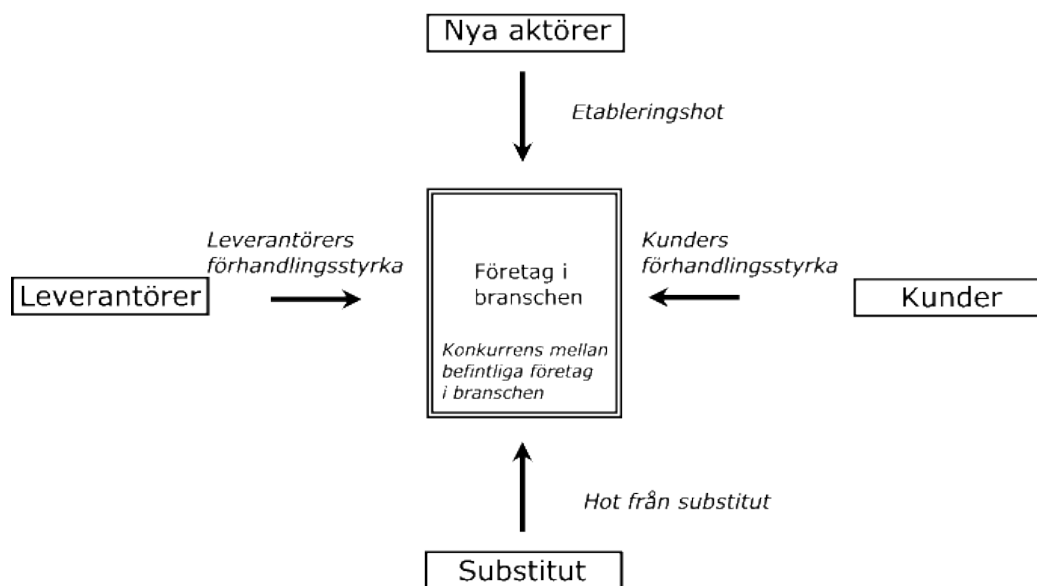 Nya aktörer
Etableringshot
Leverantörers
förhandlingsstyrka
Leverantörer
Företag i
branschen
Konkurrens mellan
befintliga företag
i branschen
Kunders
förhandlingsstyrka
Kunder
Hot från substitut
Substitut